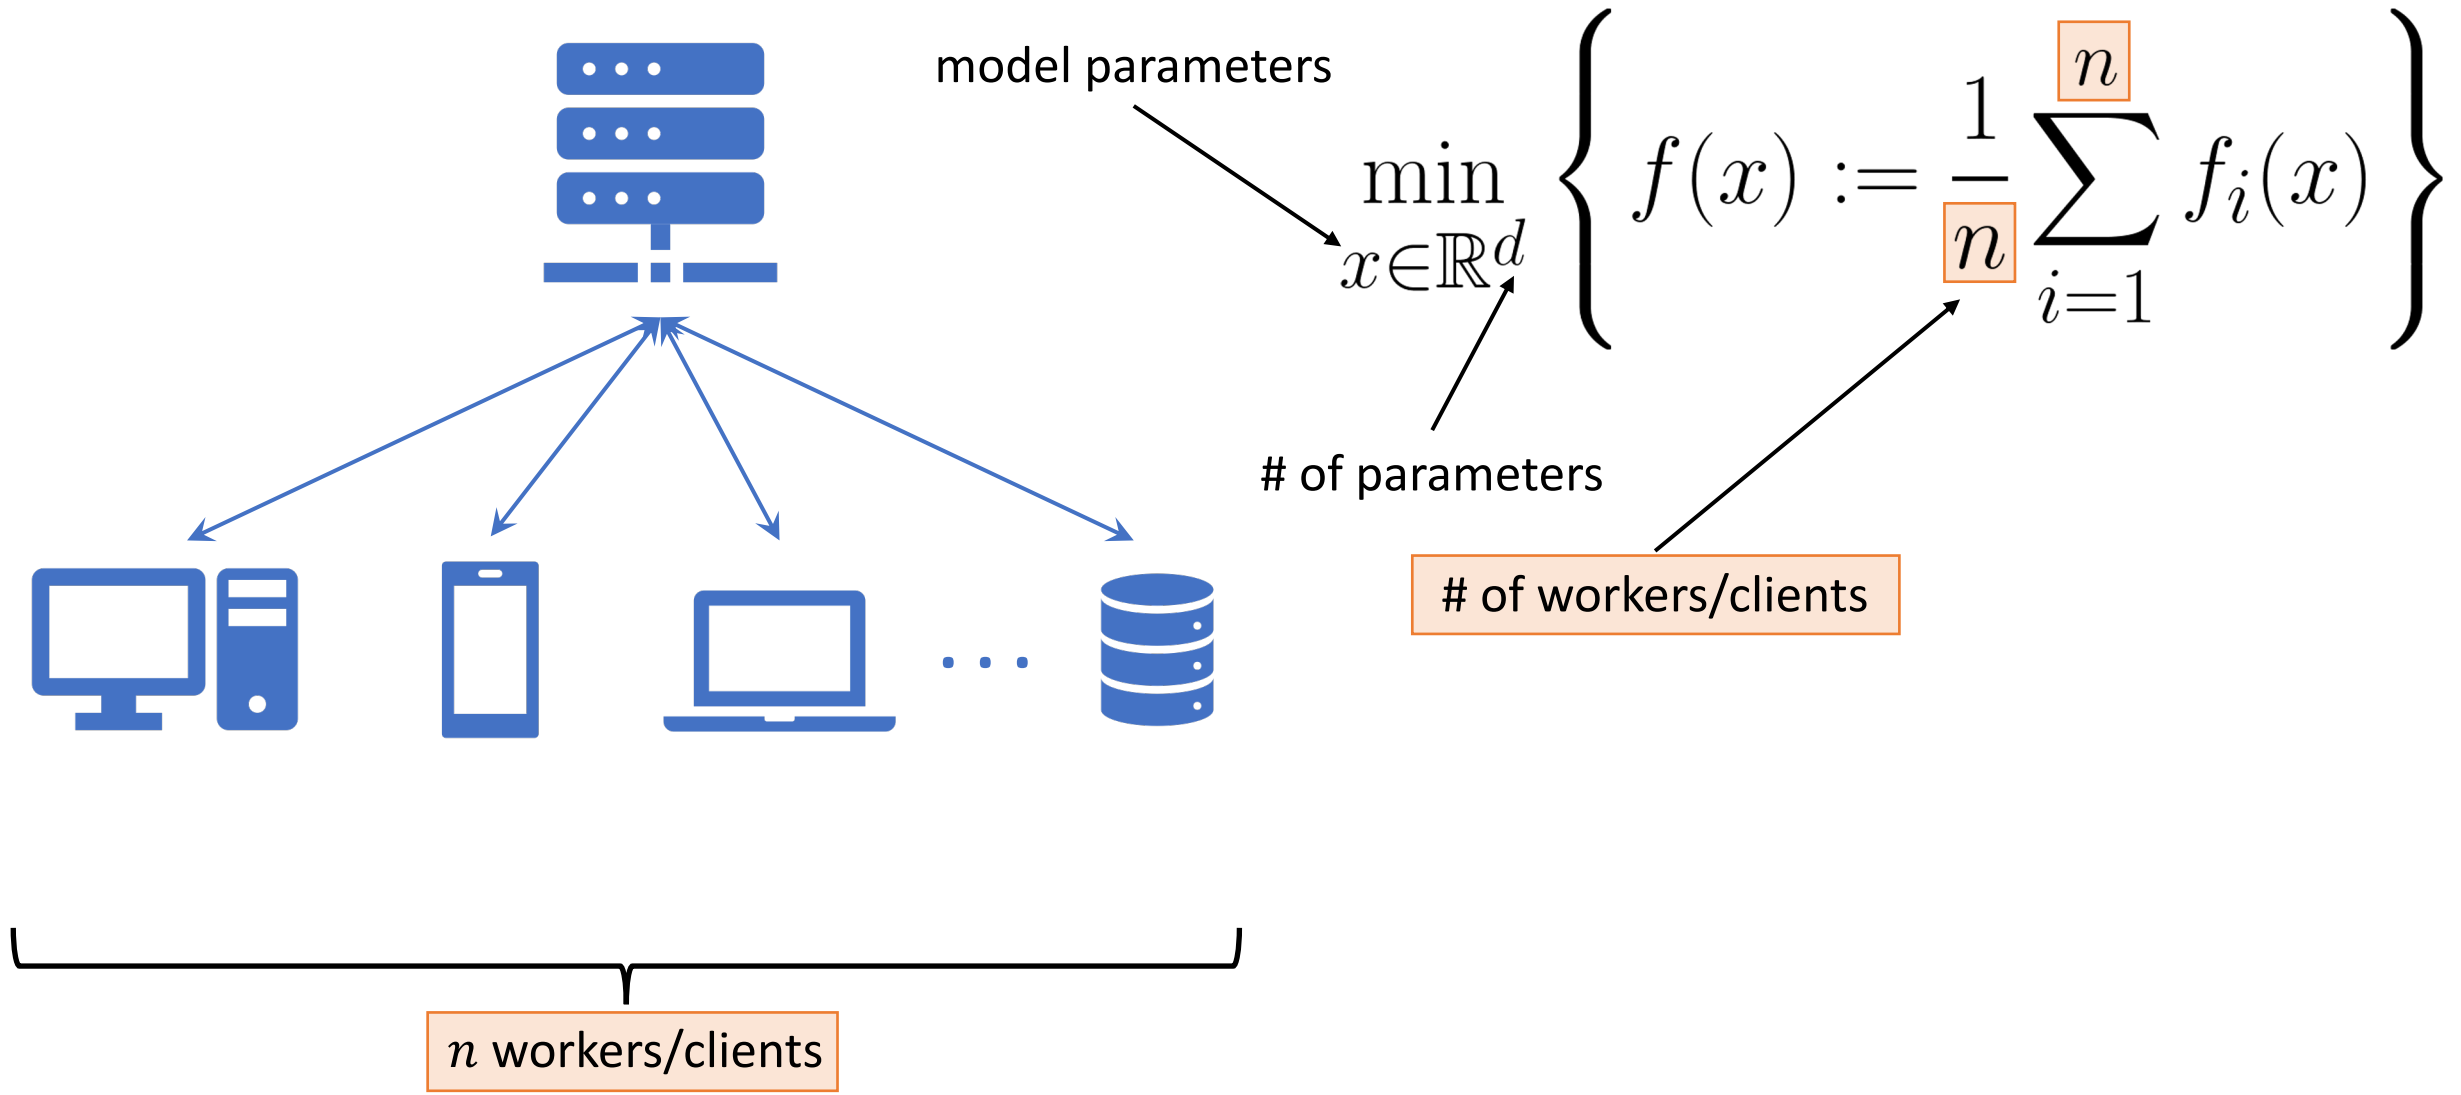 model parameters
min x∈ℝ^d { f(x) := 1/n ∑_{i=1}^{n} f_i(x) }
# of parameters
# of workers/clients
. . .
n workers/clients